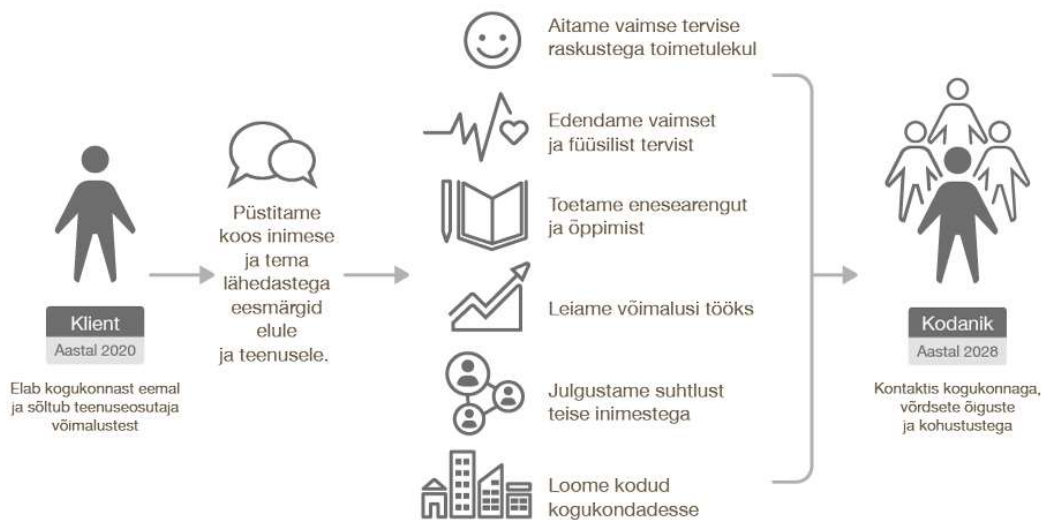 Klient
Aastal 2020
Elab kogukonnast eemal
ja sõltub teenuseosutaja
võimalustest
Püstitame
koos inimese
ja tema
lähedastega
eesmärgid
elule
ja teenusele.
Aitame vaimse tervise
raskustega toimetulekul
Edendame vaimset
ja füüsilist tervist
Toetame enesearengut
ja õppimist
Leiame võimalusi tööks
Julgustame suhtlust
teise inimestega
Loome kodud
kogukondadesse
Kodanik
Aastal 2028
Kontaktis kogukonnaga,
võrdsete õiguste
ja kohustustega